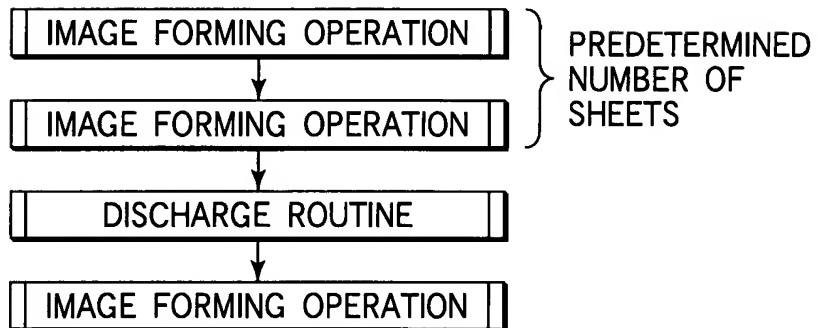 IMAGE FORMING OPERATION
PREDETERMINED
NUMBER OF
SHEETS
IMAGE FORMING OPERATION
DISCHARGE ROUTINE
IMAGE FORMING OPERATION